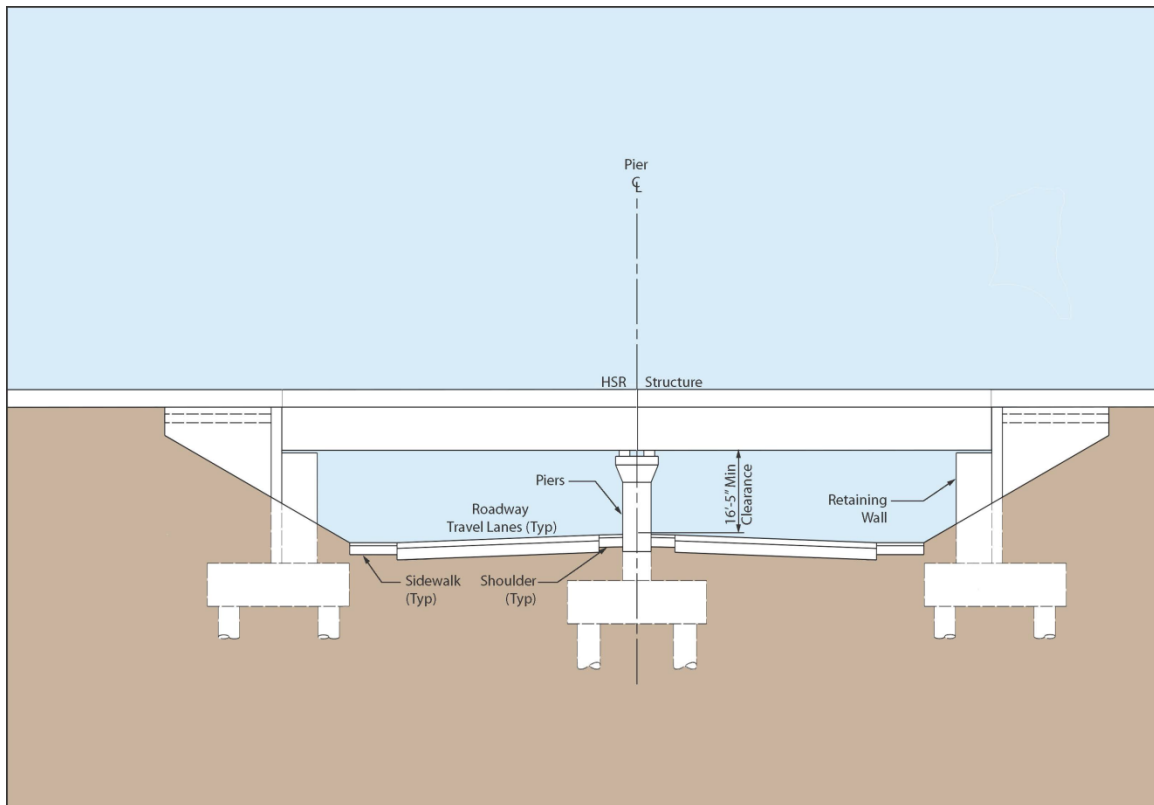 Pier
℄
HSR Structure
Piers
16'-5" Min
Clearance
Retaining
Wall
Roadway
Travel Lanes (Typ)
Sidewalk
(Typ)
Shoulder
(Typ)